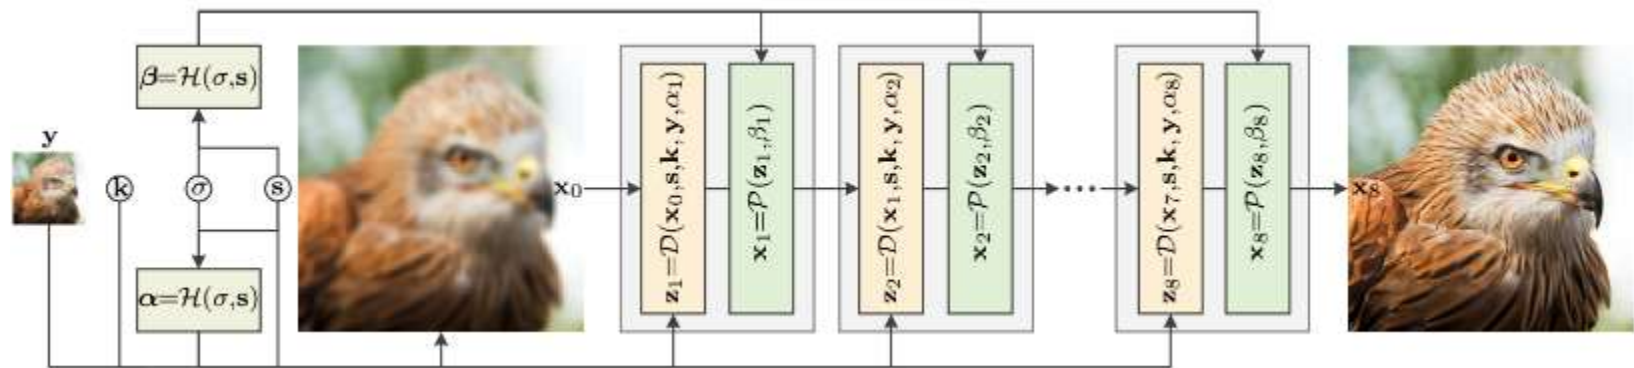 y
k
σ
s
β=H(σ,s)
α=H(σ,s)
x₀
z₁=D(x₀,s,k,y,α₁)
x₁=P(z₁,β₁)
z₂=D(x₁,s,k,y,α₂)
x₂=P(z₂,β₂)
z₈=D(x₇,s,k,y,α₈)
x₈=P(z₈,β₈)
x₈